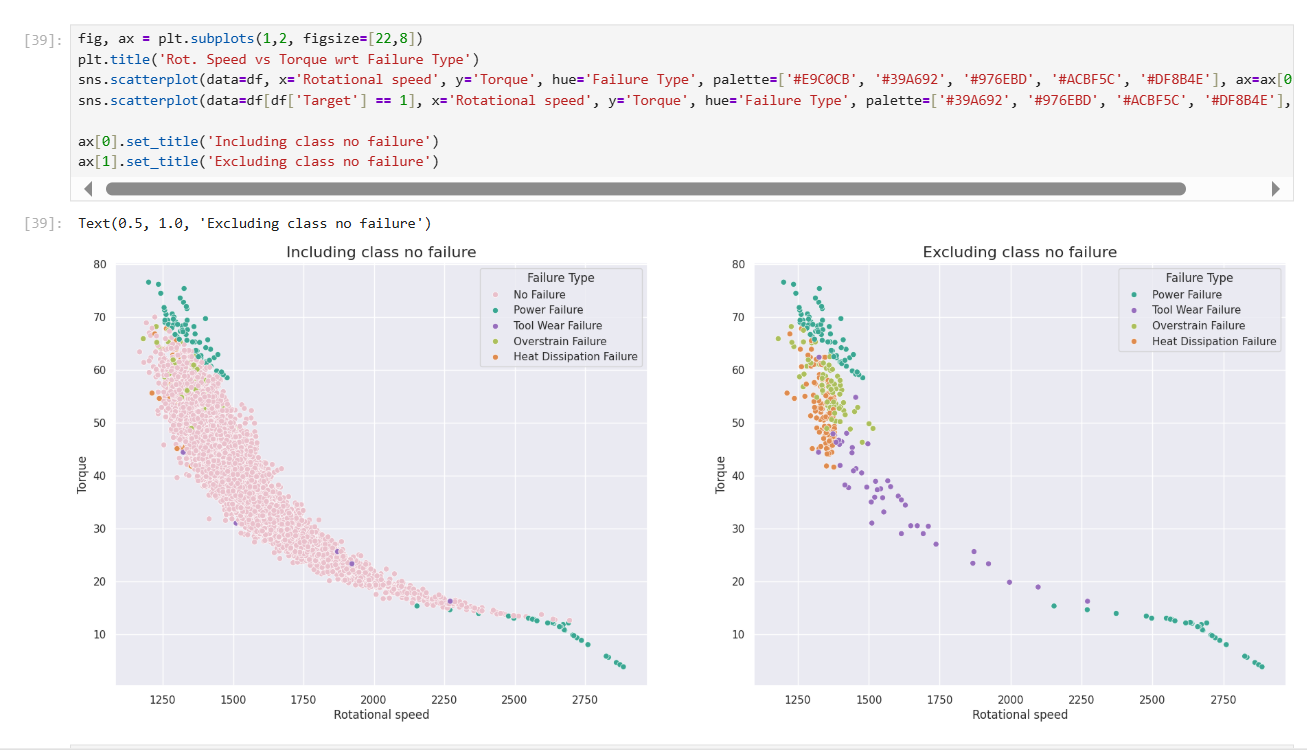 [39]: fig, ax = plt.subplots(1,2, figsize=[22,8])
plt.title('Rot. Speed vs Torque wrt Failure Type')
sns.scatterplot(data=df, x='Rotational speed', y='Torque', hue='Failure Type', palette=['#E9C0CB', '#39A692', '#976EBD', '#ACBF5C', '#DF8B4E'], ax=ax[0
sns.scatterplot(data=df[df['Target'] == 1], x='Rotational speed', y='Torque', hue='Failure Type', palette=['#39A692', '#976EBD', '#ACBF5C', '#DF8B4E'],
ax[0].set_title('Including class no failure')
ax[1].set_title('Excluding class no failure')
[39]: Text(0.5, 1.0, 'Excluding class no failure')
Including class no failure
80
70
60
50
40
30
20
10
Torque
Failure Type
No Failure
Power Failure
Tool Wear Failure
Overstrain Failure
Heat Dissipation Failure
1250 1500 1750 2000 2250 2500 2750
Rotational speed
Excluding class no failure
80
70
60
50
40
30
20
10
Torque
Failure Type
Power Failure
Tool Wear Failure
Overstrain Failure
Heat Dissipation Failure
1250 1500 1750 2000 2250 2500 2750
Rotational speed